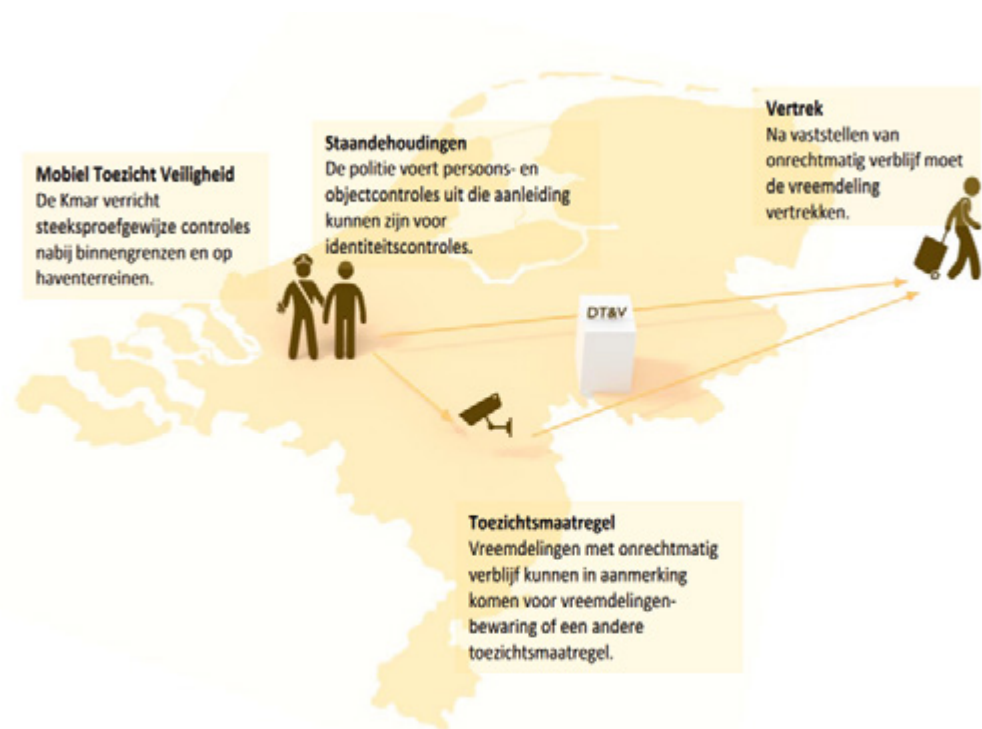 Mobiel Toezicht Veiligheid
De Kmar verricht
steeksproefgewijze controles
nabij binnengrenzen en op
haventerreinen.
Staandehoudingen
De politie voert persoons- en
objectcontroles uit die aanleiding
kunnen zijn voor
identiteitscontroles.
Vertrek
Na vaststellen van
onrechtmatig verblijf moet
de vreemdeling
vertrekken.
DT&V
Toezichtsmaatregel
Vreemdelingen met onrechtmatig
verblijf kunnen in aanmerking
komen voor vreemdelingen-
bewaring of een andere
toezichtsmaatregel.